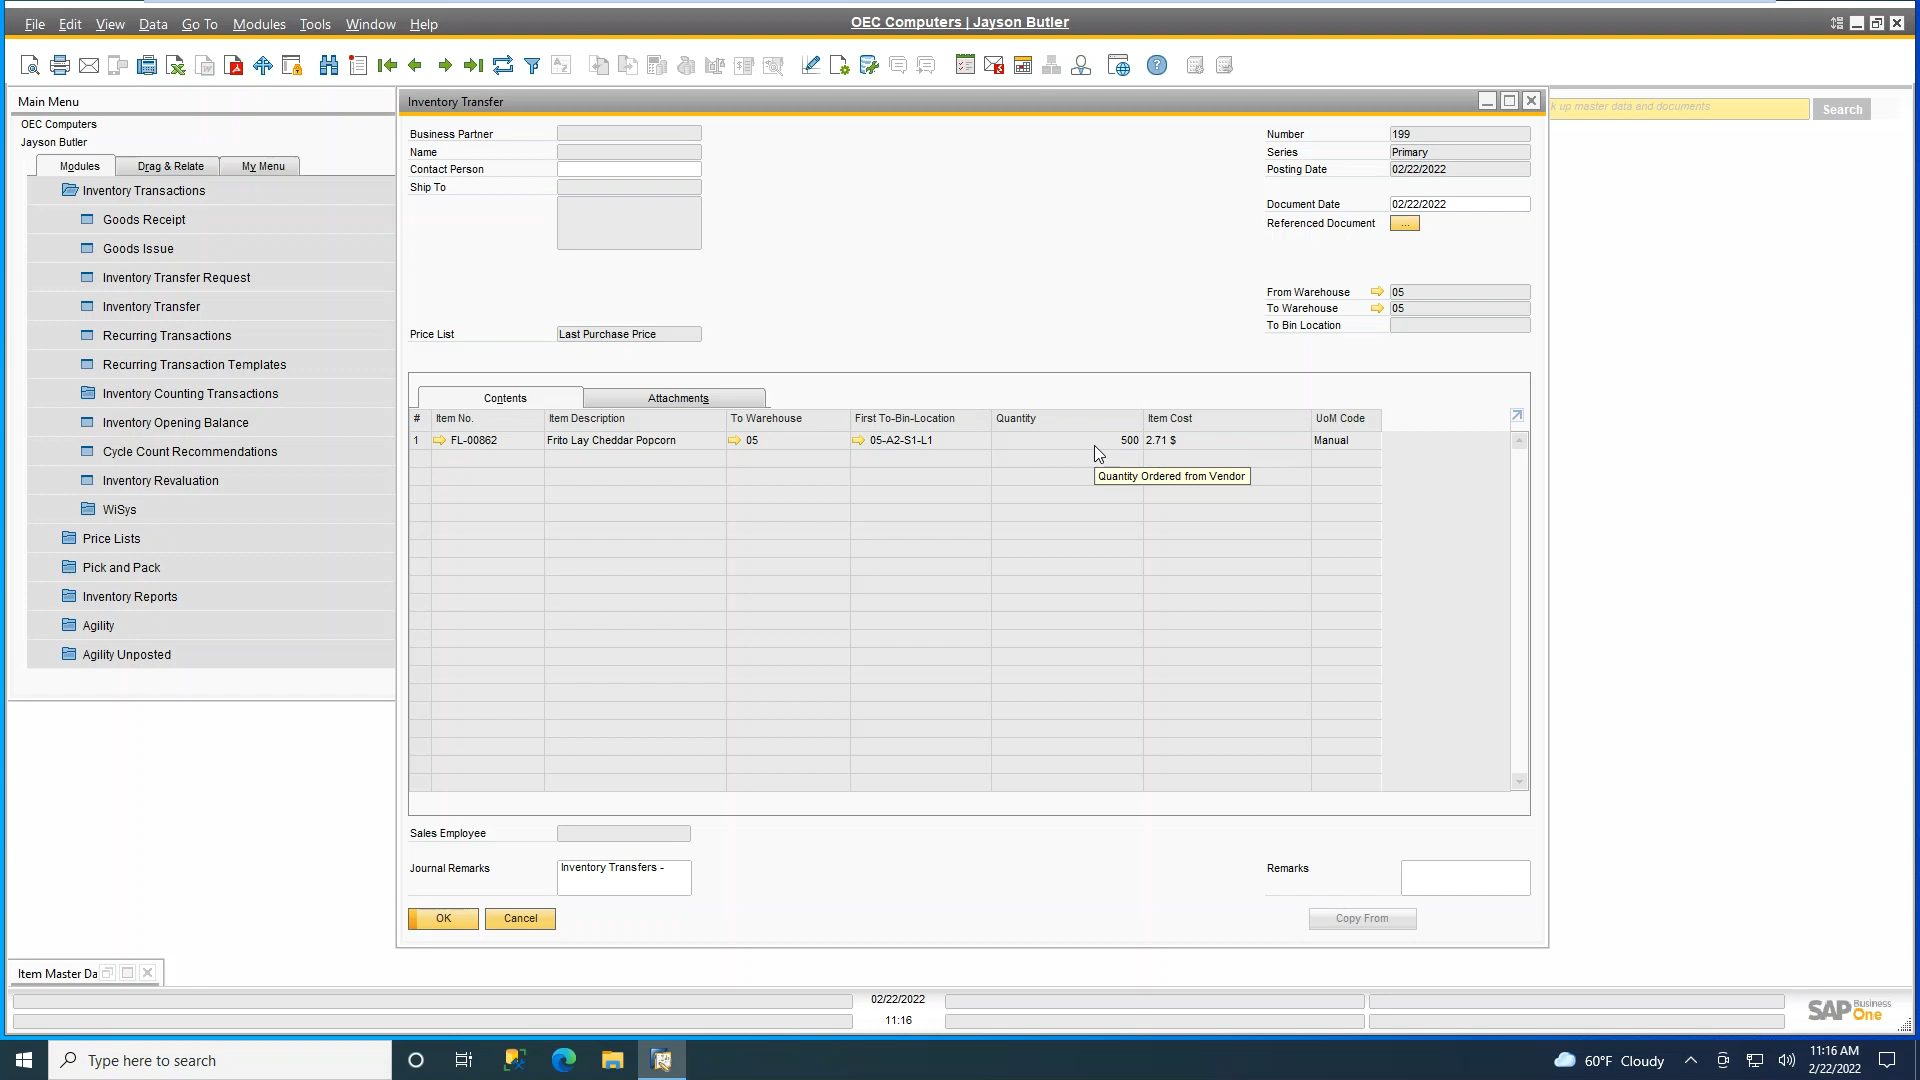 File Edit View Data Go To Modules Tools Window Help
OEC Computers | Jayson Butler
Main Menu
OEC Computers
Jayson Butler
Modules Drag & Relate My Menu
Inventory Transactions
Goods Receipt
Goods Issue
Inventory Transfer Request
Inventory Transfer
Recurring Transactions
Recurring Transaction Templates
Inventory Counting Transactions
Inventory Opening Balance
Cycle Count Recommendations
Inventory Revaluation
WiSys
Price Lists
Pick and Pack
Inventory Reports
Agility
Agility Unposted
Inventory Transfer
k up master data and documents Search
Business Partner
Name
Contact Person
Ship To
Price List Last Purchase Price
Number 199
Series Primary
Posting Date 02/22/2022
Document Date 02/22/2022
Referenced Document ...
From Warehouse 05
To Warehouse 05
To Bin Location
Contents Attachments
# Item No. Item Description To Warehouse First To-Bin-Location Quantity Item Cost UoM Code
1 FL-00862 Frito Lay Cheddar Popcorn 05 05-A2-S1-L1 500 2.71 $ Manual
Quantity Ordered from Vendor
Sales Employee
Journal Remarks Inventory Transfers -
Remarks
OK Cancel Copy From
Item Master Da
02/22/2022
11:16
SAP Business One
Type here to search
60°F Cloudy
11:16 AM
2/22/2022